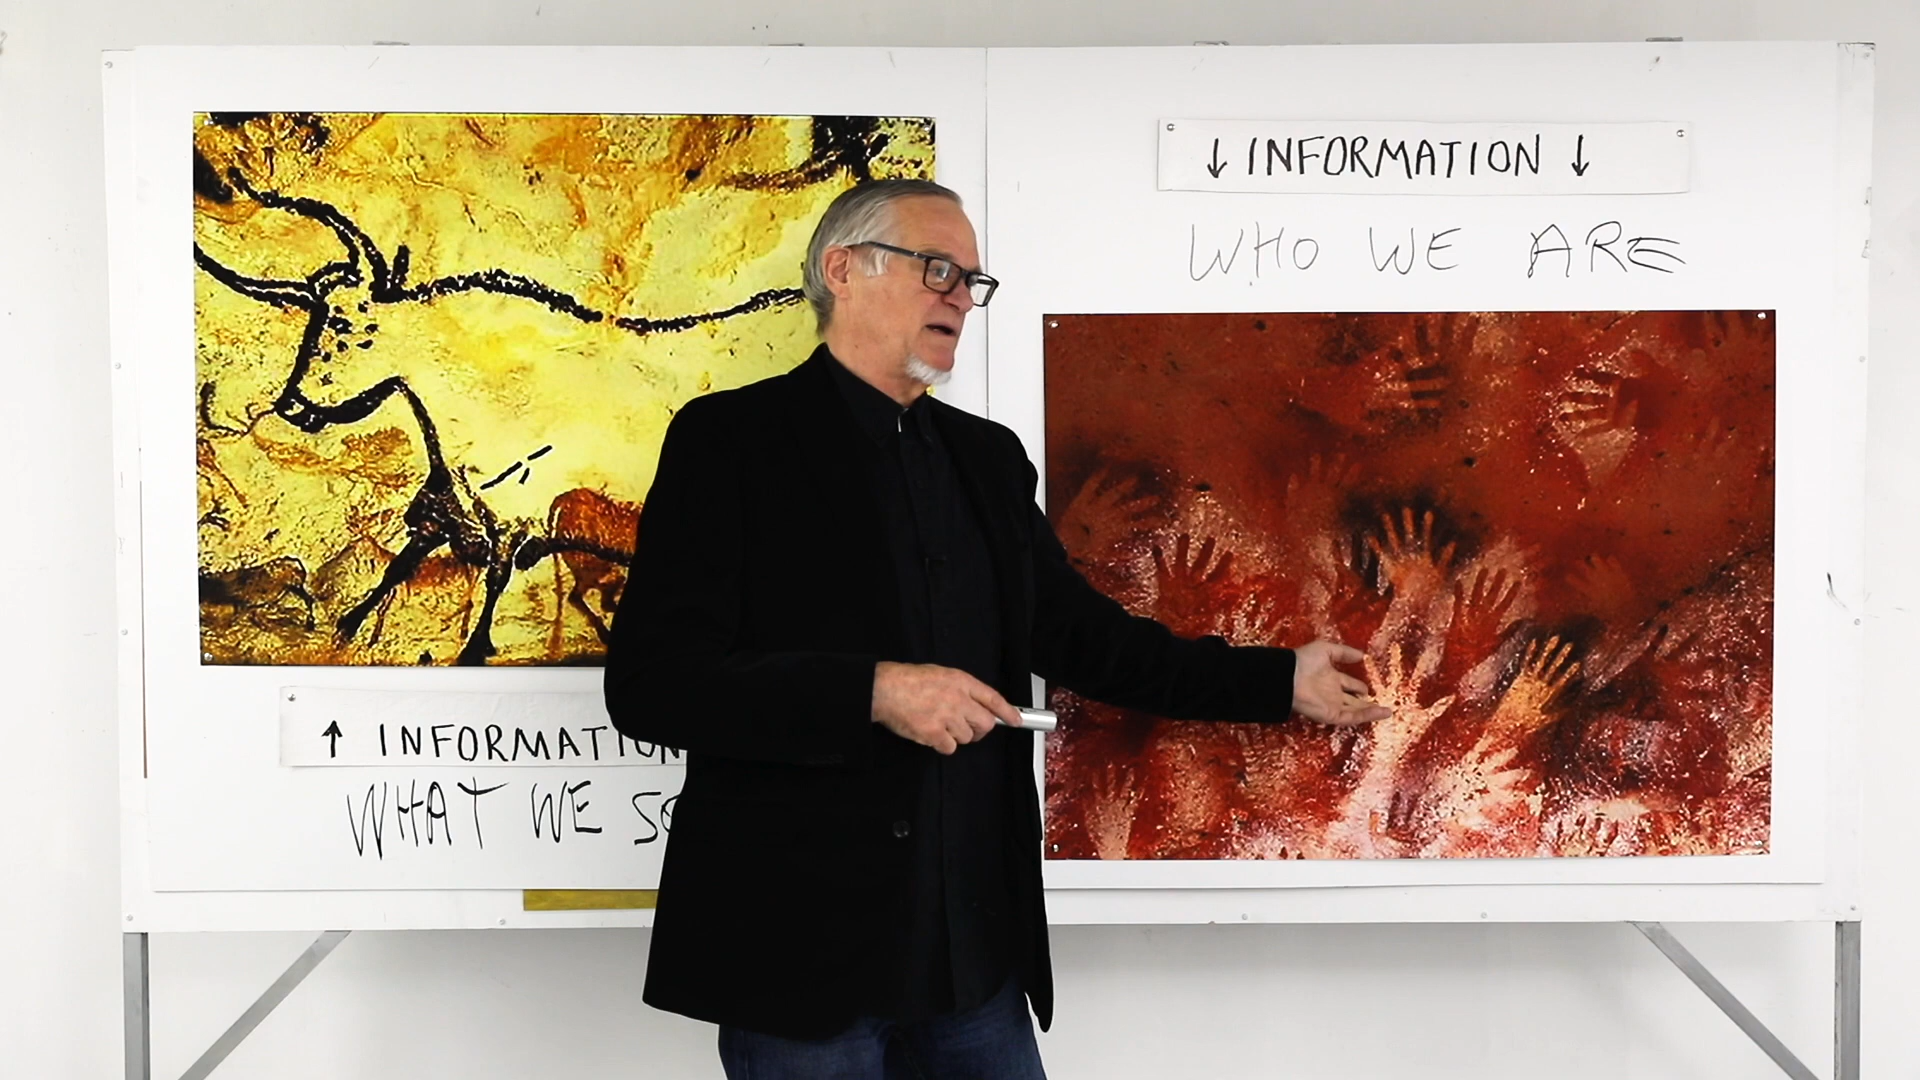 ↑ INFORMATION
WHAT WE
↓ INFORMATION ↓
WHO WE ARE